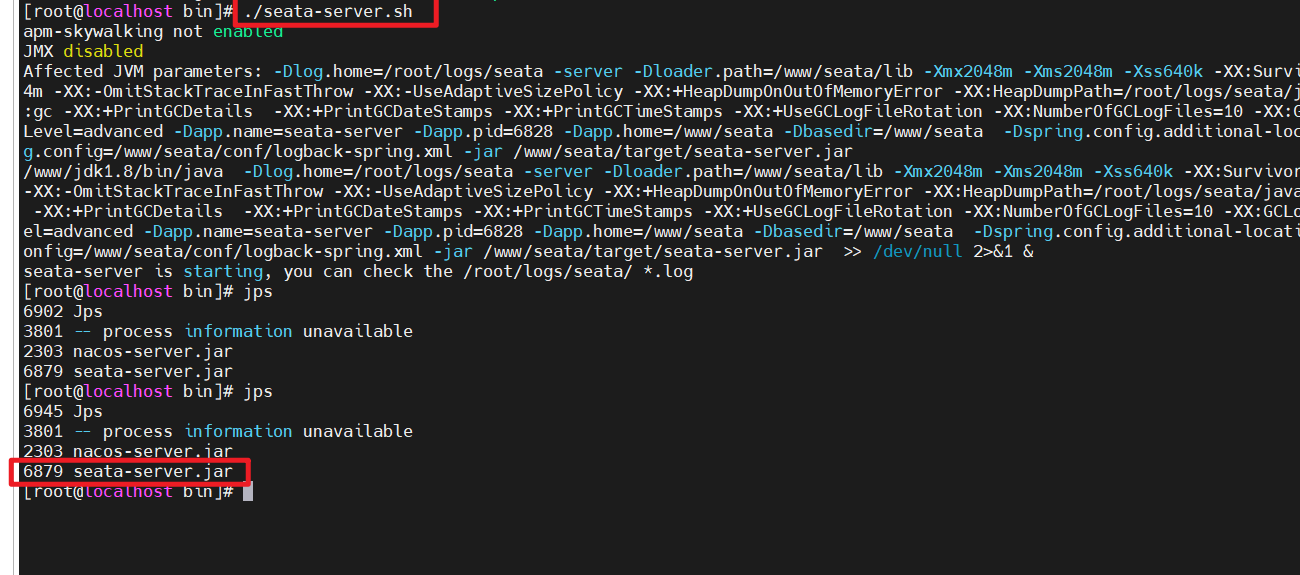 [root@localhost bin]# ./seata-server.sh
apm-skywalking not enabled
JMX disabled
Affected JVM parameters: -Dlog.home=/root/logs/seata -server -Dloader.path=/www/seata/lib -Xmx2048m -Xms2048m -Xss640k -XX:Survi
4m -XX:-OmitStackTraceInFastThrow -XX:-UseAdaptiveSizePolicy -XX:+HeapDumpOnOutOfMemoryError -XX:HeapDumpPath=/root/logs/seata/j
:gc -XX:+PrintGCDetails  -XX:+PrintGCDateStamps -XX:+PrintGCTimeStamps -XX:+UseGCLogFileRotation -XX:NumberOfGCLogFiles=10 -XX:G
Level=advanced -Dapp.name=seata-server -Dapp.pid=6828 -Dapp.home=/www/seata -Dbasedir=/www/seata  -Dspring.config.additional-loc
g.config=/www/seata/conf/logback-spring.xml -jar /www/seata/target/seata-server.jar
/www/jdk1.8/bin/java  -Dlog.home=/root/logs/seata -server -Dloader.path=/www/seata/lib -Xmx2048m -Xms2048m -Xss640k -XX:Survivor
-XX:-OmitStackTraceInFastThrow -XX:-UseAdaptiveSizePolicy -XX:+HeapDumpOnOutOfMemoryError -XX:HeapDumpPath=/root/logs/seata/java
-XX:+PrintGCDetails  -XX:+PrintGCDateStamps -XX:+PrintGCTimeStamps -XX:+UseGCLogFileRotation -XX:NumberOfGCLogFiles=10 -XX:GCLo
el=advanced -Dapp.name=seata-server -Dapp.pid=6828 -Dapp.home=/www/seata -Dbasedir=/www/seata  -Dspring.config.additional-locati
onfig=/www/seata/conf/logback-spring.xml -jar /www/seata/target/seata-server.jar  >> /dev/null 2>&1 &
seata-server is starting, you can check the /root/logs/seata/ *.log
[root@localhost bin]# jps
6902 Jps
3801 -- process information unavailable
2303 nacos-server.jar
6879 seata-server.jar
[root@localhost bin]# jps
6945 Jps
3801 -- process information unavailable
2303 nacos-server.jar
6879 seata-server.jar
[root@localhost bin]#